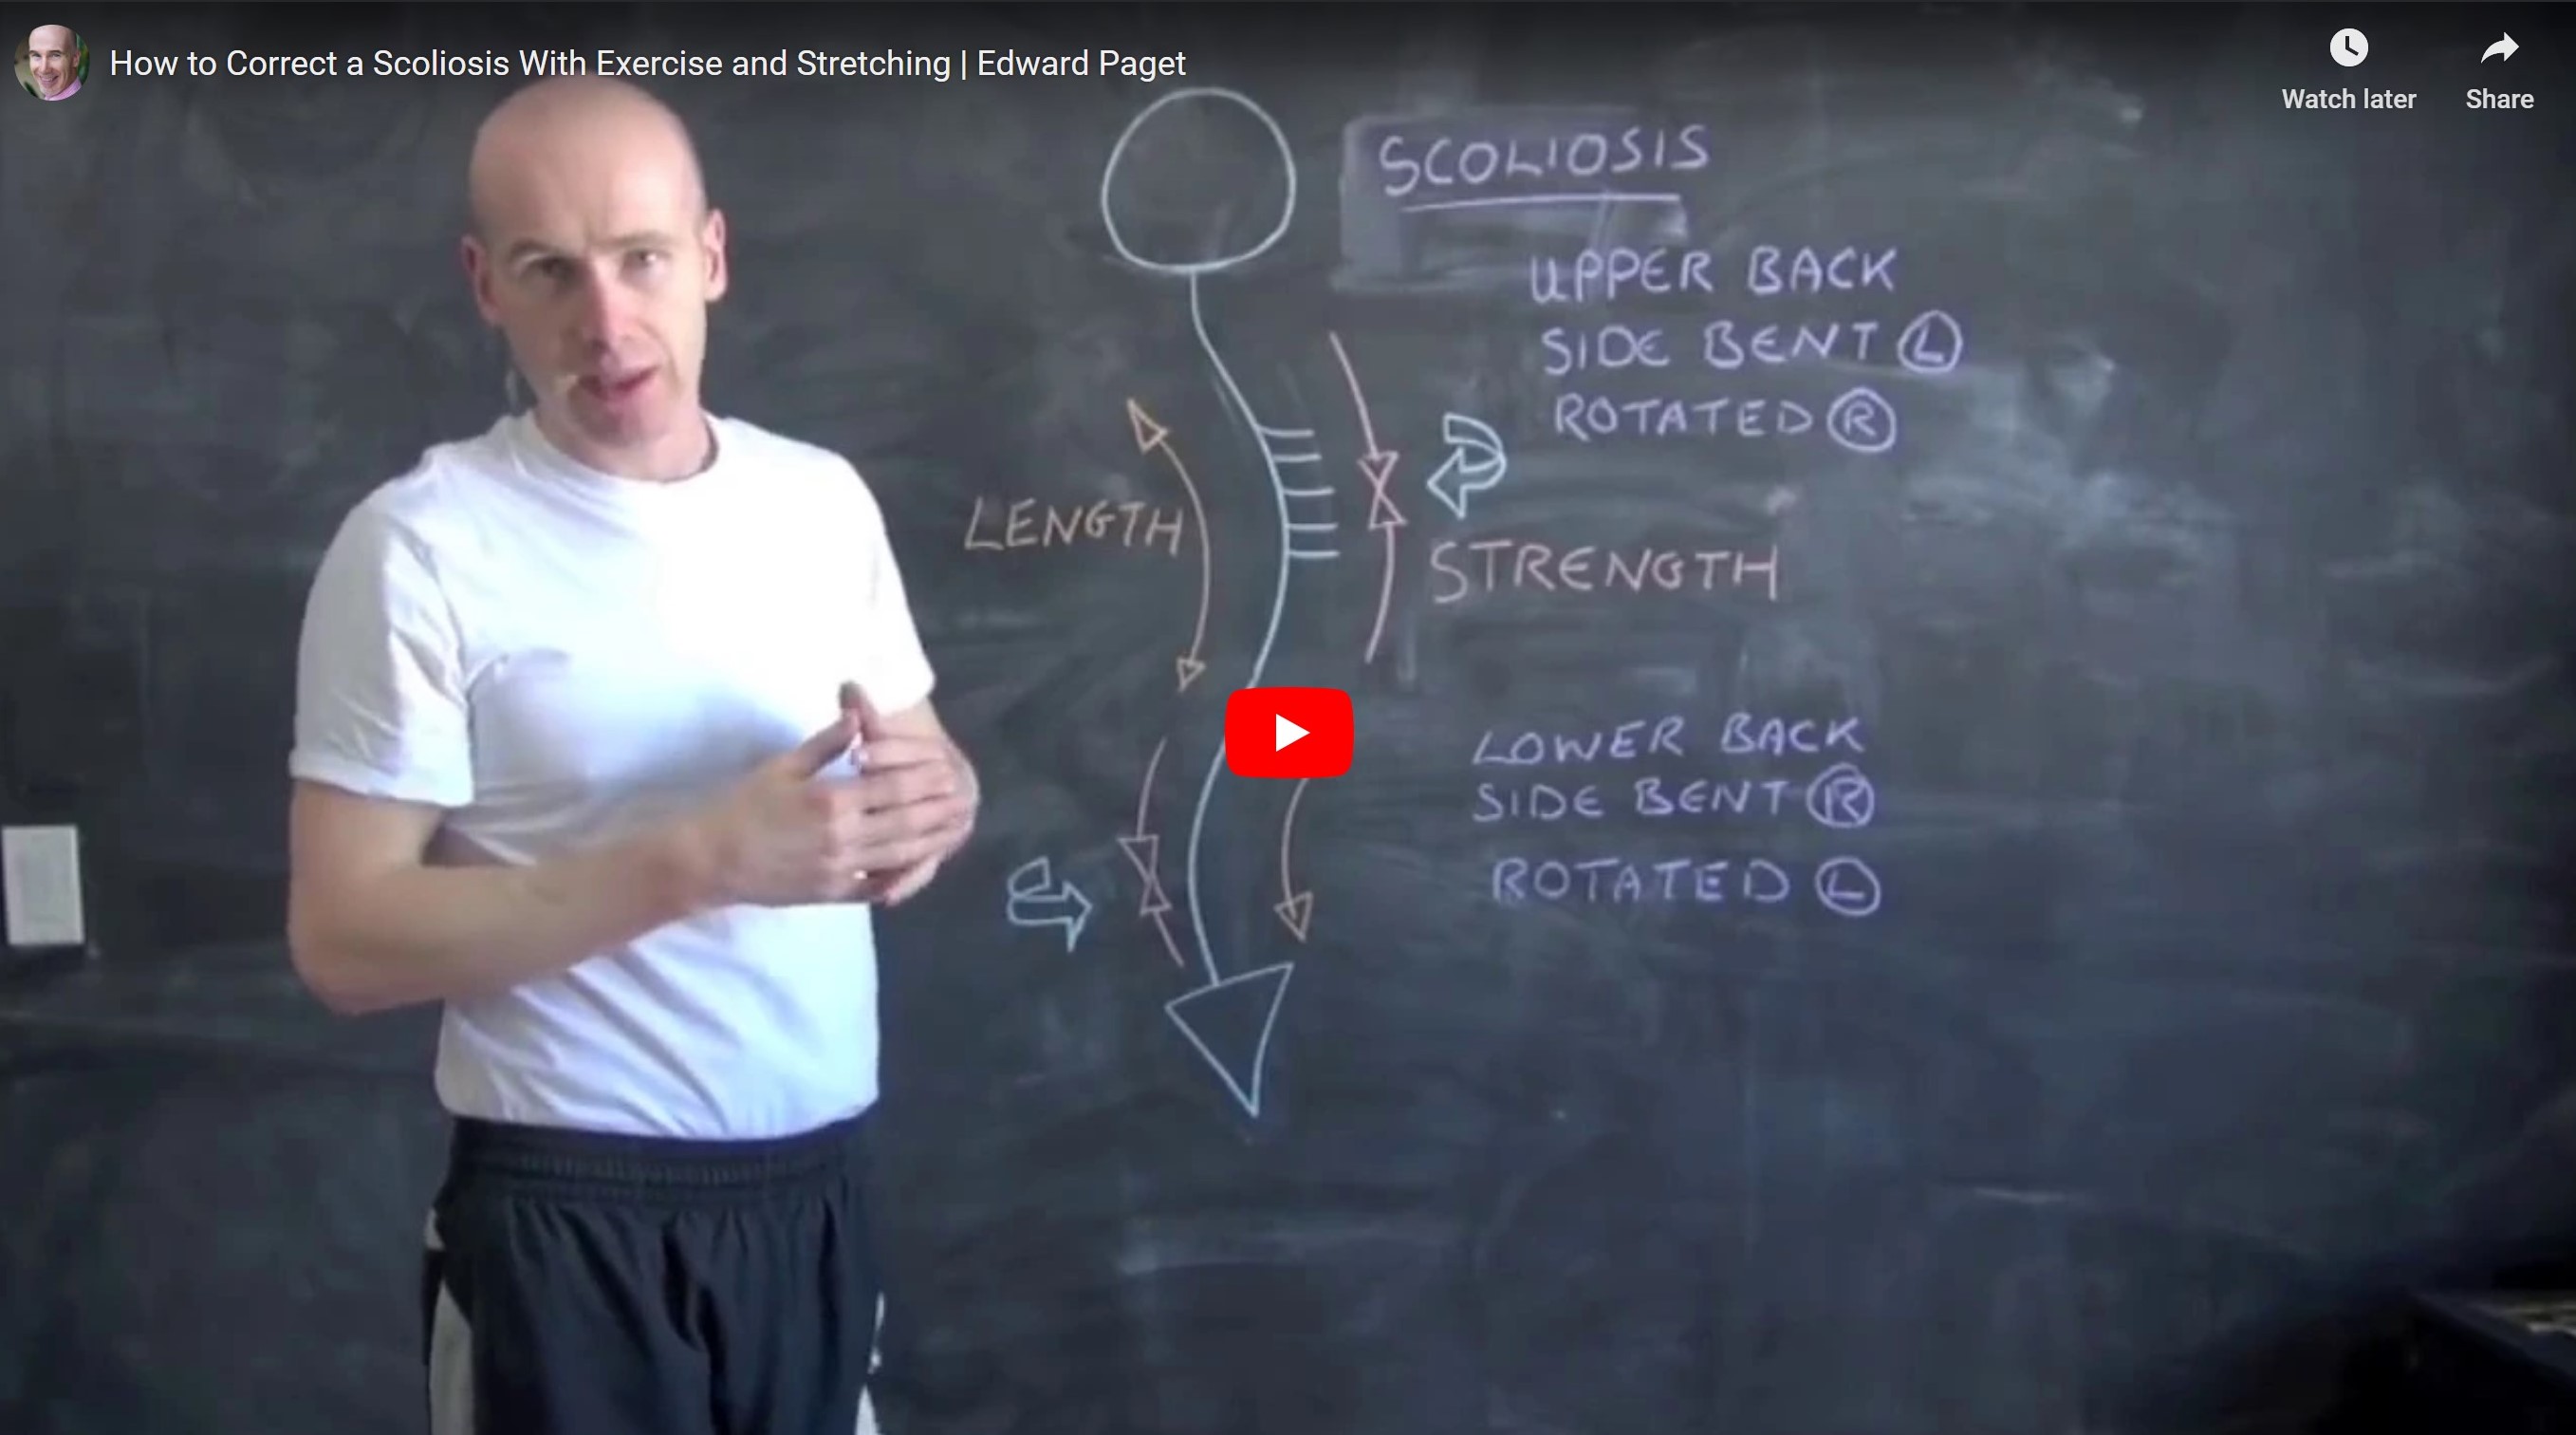 How to Correct a Scoliosis With Exercise and Stretching | Edward Paget
Watch later
Share
SCOLIOSIS
UPPER BACK
SIDE BENT L
ROTATED R
LENGTH
STRENGTH
LOWER BACK
SIDE BENT R
ROTATED L